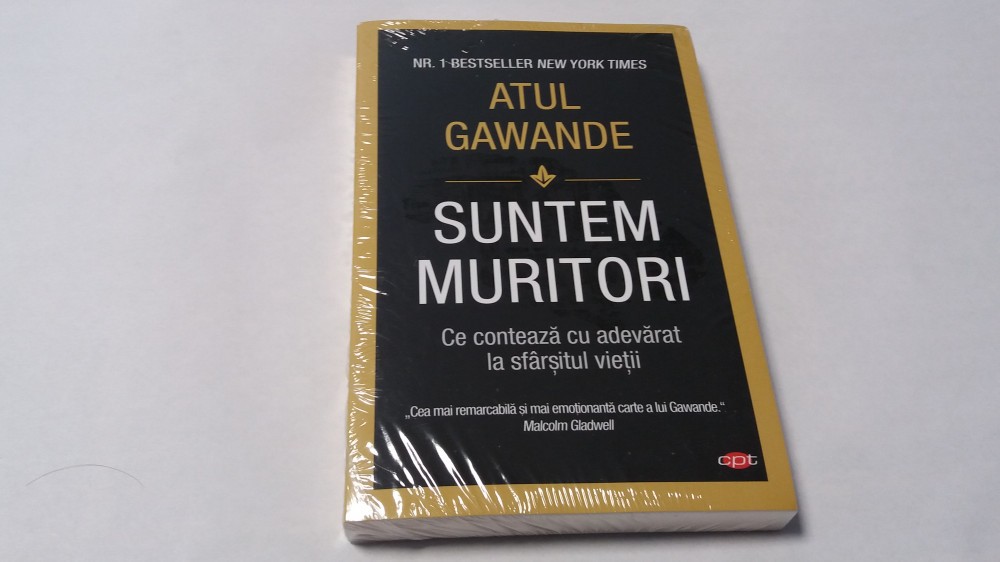 NR. 1 BESTSELLER NEW YORK TIMES
ATUL
GAWANDE
SUNTEM
MURITORI
Ce contează cu adevărat
la sfârșitul vieții
„Cea mai remarcabilă și mai emoționantă carte a lui Gawande.“
Malcolm Gladwell
cpt